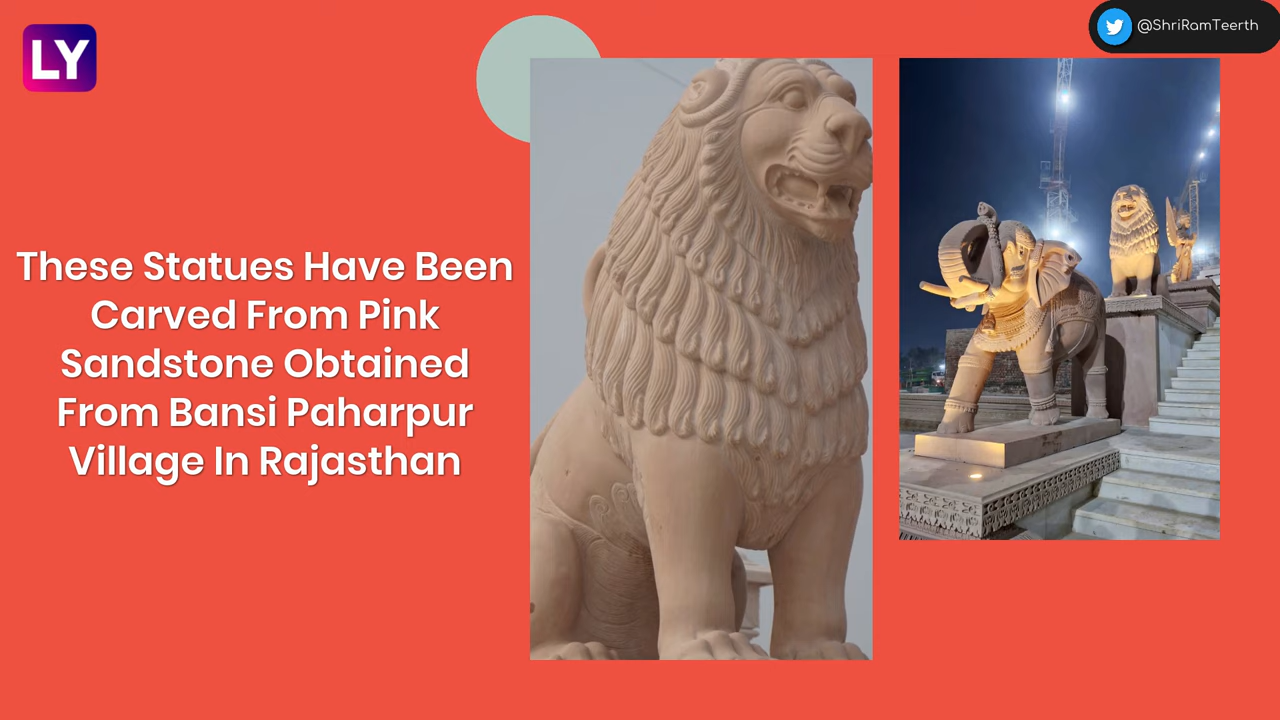 LY
@ShriRamTeerth
These Statues Have Been
Carved From Pink
Sandstone Obtained
From Bansi Paharpur
Village In Rajasthan